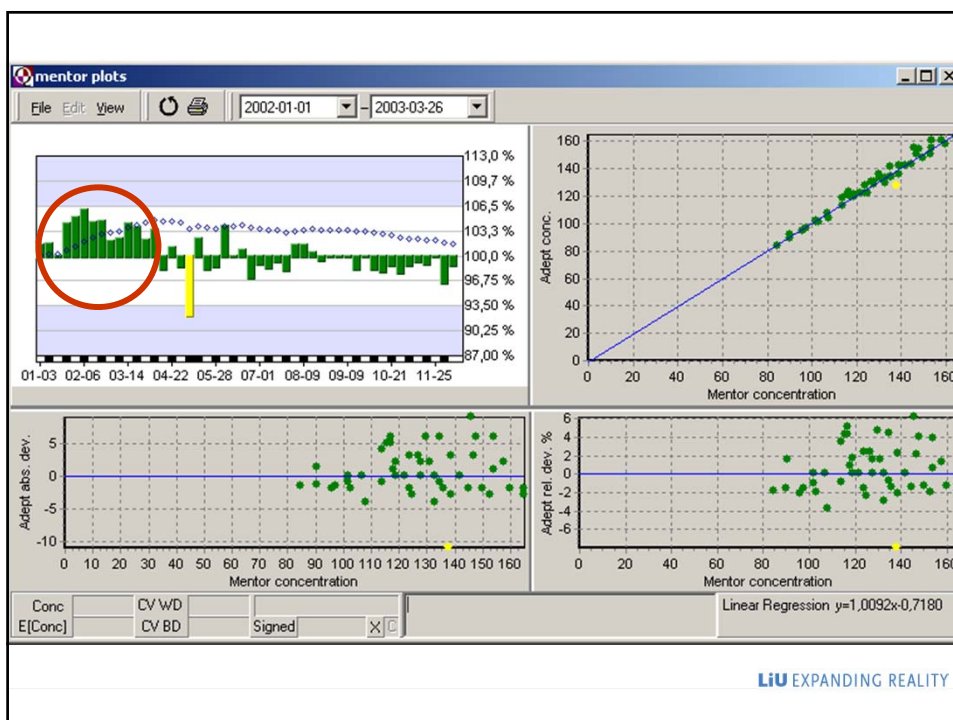 mentor plots
File Edit View 2002-01-01 – 2003-03-26
113,0 %
109,7 %
106,5 %
103,3 %
100,0 %
96,75 %
93,50 %
90,25 %
87,00 %
01-03 02-06 03-14 04-22 05-28 07-01 08-09 09-09 10-21 11-25
Adept conc.
160
140
120
100
80
60
40
20
0
0 20 40 60 80 100 120 140 160
Mentor concentration
Adept abs. dev.
5
0
-5
-10
0 10 20 30 40 50 60 70 80 90 100 110 120 130 140 150 160
Mentor concentration
Adept rel. dev. %
6
4
2
0
-2
-4
-6
0 20 40 60 80 100 120 140 160
Mentor concentration
Conc CV WD
E[Conc] CV BD Signed X C
Linear Regression y=1,0092x-0,7180
LiU EXPANDING REALITY